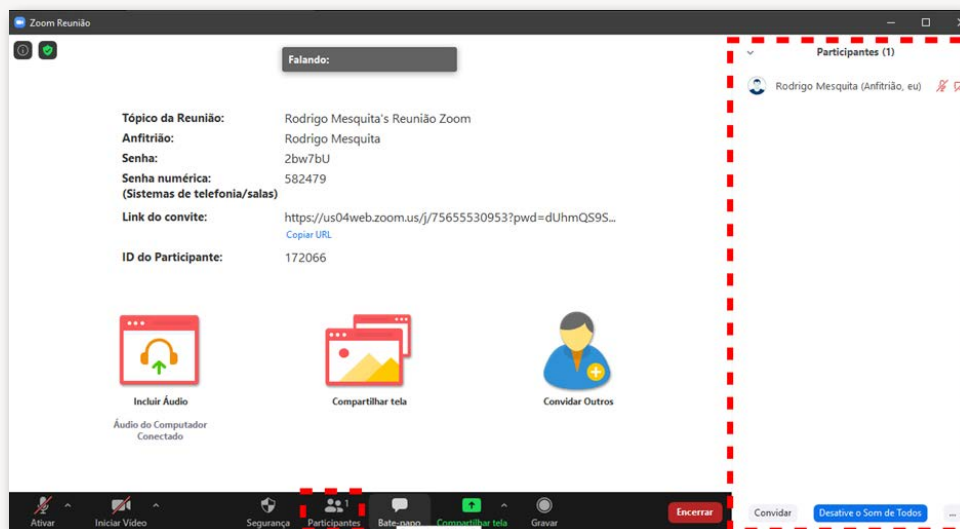 Zoom Reunião
Falando:
Participantes (1)
Rodrigo Mesquita (Anfitrião, eu)
Tópico da Reunião: Rodrigo Mesquita's Reunião Zoom
Anfitrião: Rodrigo Mesquita
Senha: 2bw7bU
Senha numérica: 582479
(Sistemas de telefonia/salas)
Link do convite: https://us04web.zoom.us/j/75655530953?pwd=dUhmQS9S...
Copiar URL
ID do Participante: 172066
Incluir Áudio
Compartilhar tela
Convidar Outros
Áudio do Computador
Conectado
1
Ativar
Iniciar Vídeo
Segurança
Participantes
Bate-papo
Compartilhar tela
Gravar
Encerrar
Convidar
Desative o Som de Todos
...